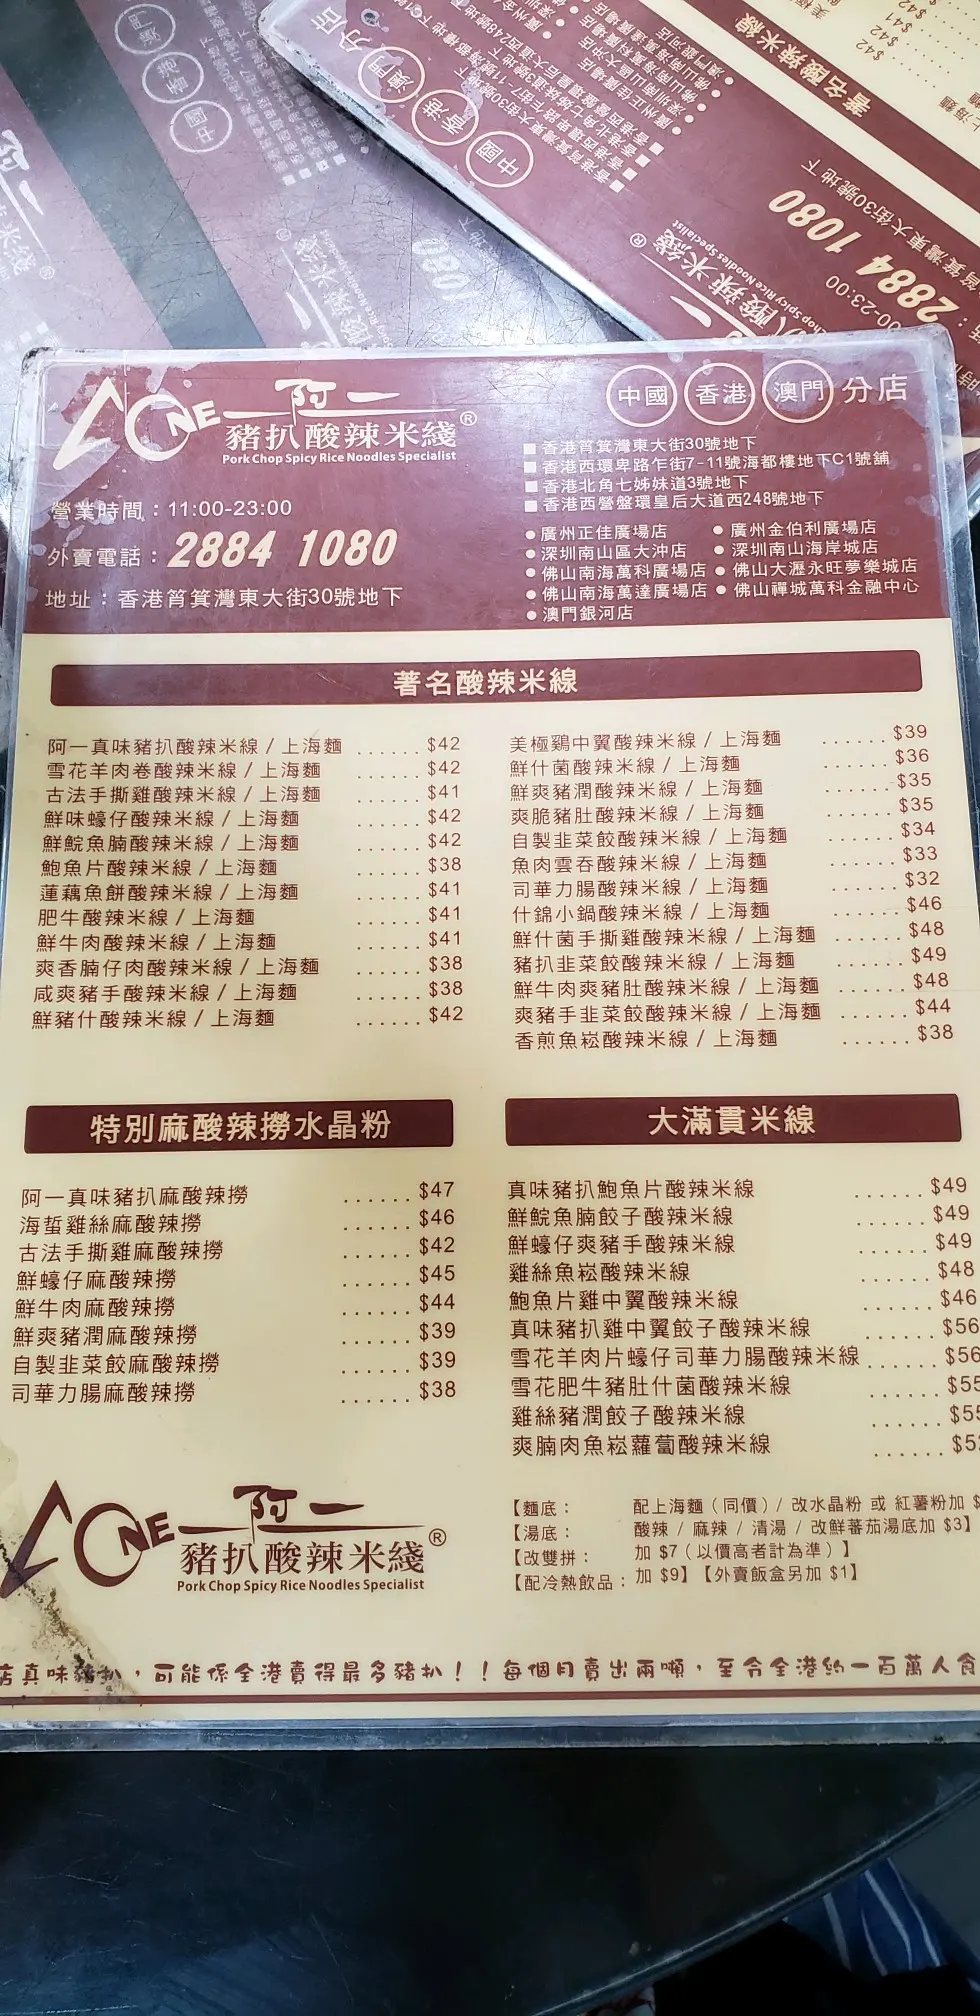 中國 香港 澳門 分店
2884 1080
著名酸辣米線
A ONE 阿一
豬扒酸辣米綫®
Pork Chop Spicy Rice Noodles Specialist
營業時間：11:00-23:00
外賣電話：2884 1080
地址：香港筲箕灣東大街30號地下
中國 香港 澳門 分店
■ 香港筲箕灣東大街30號地下
■ 香港西環卑路乍街7-11號海都樓地下C1號舖
■ 香港北角七姊妹道3號地下
■ 香港西營盤環皇后大道西248號地下
● 廣州正佳廣場店 ● 廣州金伯利廣場店
● 深圳南山區大沖店 ● 深圳南山海岸城店
● 佛山南海萬科廣場店 ● 佛山大瀝永旺夢樂城店
● 佛山南海萬達廣場店 ● 佛山禪城萬科金融中心
● 澳門銀河店
著名酸辣米線
阿一真味豬扒酸辣米線 / 上海麵 ...... $42
雪花羊肉卷酸辣米線 / 上海麵 ...... $42
古法手撕雞酸辣米線 / 上海麵 ...... $41
鮮味蠔仔酸辣米線 / 上海麵 ...... $42
鮮鯇魚腩酸辣米線 / 上海麵 ...... $42
鮑魚片酸辣米線 / 上海麵 ...... $38
蓮藕魚餅酸辣米線 / 上海麵 ...... $41
肥牛酸辣米線 / 上海麵 ...... $41
鮮牛肉酸辣米線 / 上海麵 ...... $41
爽香腩仔肉酸辣米線 / 上海麵 ...... $38
咸爽豬手酸辣米線 / 上海麵 ...... $38
鮮豬什酸辣米線 / 上海麵 ...... $42
美極鷄中翼酸辣米線 / 上海麵 ...... $39
鮮什菌酸辣米線 / 上海麵 ...... $36
鮮爽豬潤酸辣米線 / 上海麵 ...... $35
爽脆豬肚酸辣米線 / 上海麵 ...... $35
自製韭菜餃酸辣米線 / 上海麵 ...... $34
魚肉雲吞酸辣米線 / 上海麵 ...... $33
司華力腸酸辣米線 / 上海麵 ...... $32
什錦小鍋酸辣米線 / 上海麵 ...... $46
鮮什菌手撕雞酸辣米線 / 上海麵 ...... $48
豬扒韭菜餃酸辣米線 / 上海麵 ...... $49
鮮牛肉爽豬肚酸辣米線 / 上海麵 ...... $48
爽豬手韭菜餃酸辣米線 / 上海麵 ...... $44
香煎魚崧酸辣米線 / 上海麵 ...... $38
特別麻酸辣撈水晶粉
阿一真味豬扒麻酸辣撈 ...... $47
海蜇雞絲麻酸辣撈 ...... $46
古法手撕雞麻酸辣撈 ...... $42
鮮蠔仔麻酸辣撈 ...... $45
鮮牛肉麻酸辣撈 ...... $44
鮮爽豬潤麻酸辣撈 ...... $39
自製韭菜餃麻酸辣撈 ...... $39
司華力腸麻酸辣撈 ...... $38
大滿貫米線
真味豬扒鮑魚片酸辣米線 ...... $49
鮮鯇魚腩餃子酸辣米線 ...... $49
鮮蠔仔爽豬手酸辣米線 ...... $49
雞絲魚崧酸辣米線 ...... $48
鮑魚片雞中翼酸辣米線 ...... $46
真味豬扒雞中翼餃子酸辣米線 ...... $56
雪花羊肉片蠔仔司華力腸酸辣米線 ...... $56
雪花肥牛豬肚什菌酸辣米線 ...... $55
雞絲豬潤餃子酸辣米線 ...... $55
爽腩肉魚崧蘿蔔酸辣米線 ...... $5
A ONE 阿一
豬扒酸辣米綫®
Pork Chop Spicy Rice Noodles Specialist
【麵底： 配上海麵（同價）/ 改水晶粉 或 紅薯粉加 $
【湯底： 酸辣 / 麻辣 / 清湯 / 改鮮蕃茄湯底加 $3】
【改雙拼： 加 $7（以價高者計為準）】
【配冷熱飲品：加 $9】【外賣飯盒另加 $1】
店真味豬扒，可能係全港賣得最多豬扒！！每個月賣出兩噸，至令全港約一百萬人食